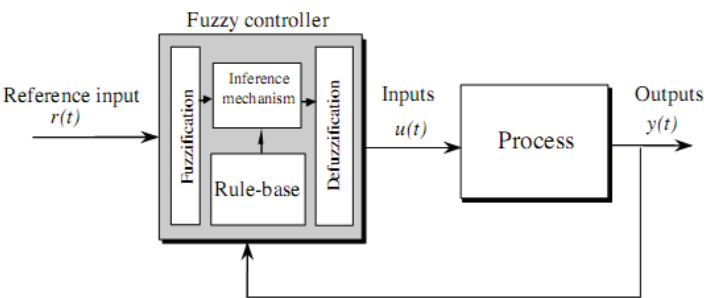 Fuzzy controller
Reference input
r(t)
Fuzzification
Inference
mechanism
Rule-base
Defuzzification
Inputs
u(t)
Process
Outputs
y(t)